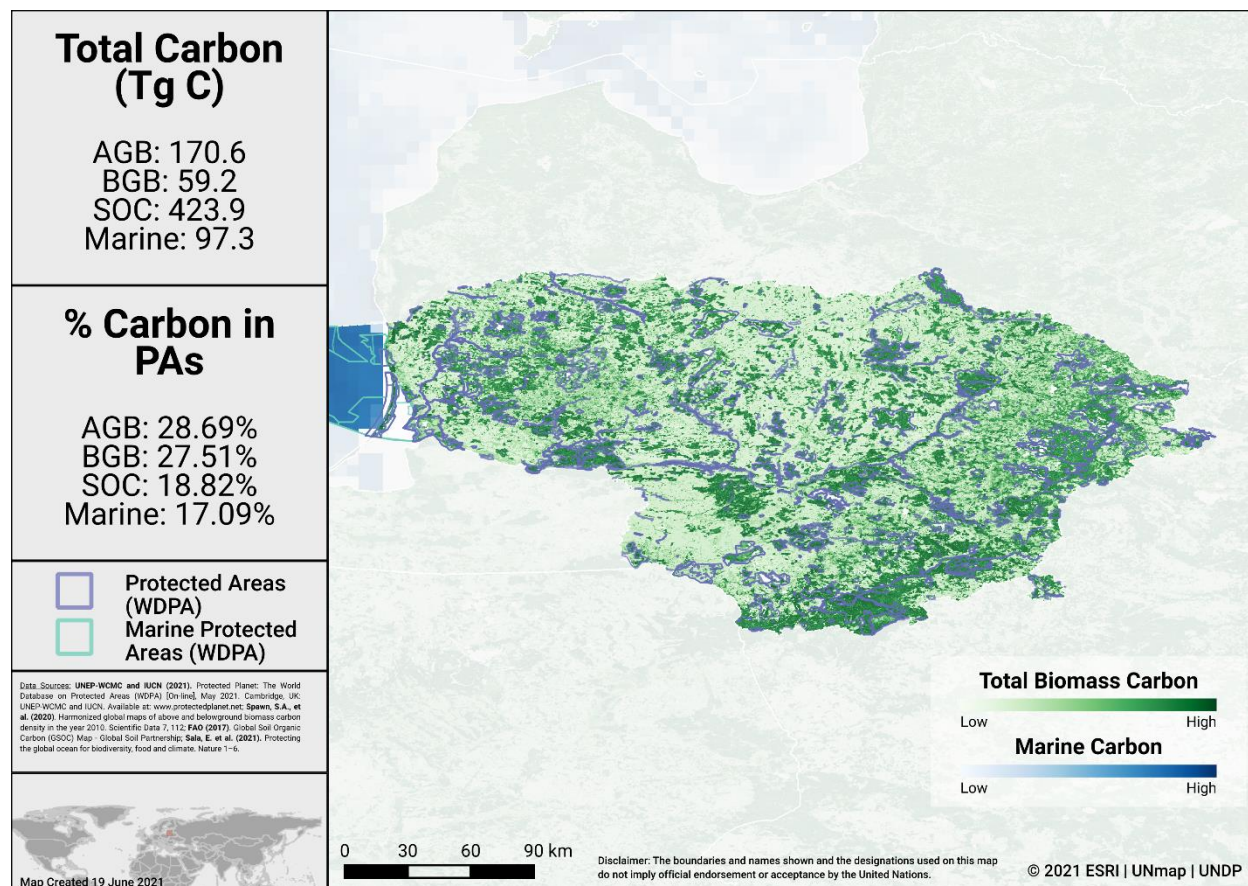 Total Carbon
(Tg C)
AGB: 170.6
BGB: 59.2
SOC: 423.9
Marine: 97.3
% Carbon in
PAs
AGB: 28.69%
BGB: 27.51%
SOC: 18.82%
Marine: 17.09%
Protected Areas
(WDPA)
Marine Protected
Areas (WDPA)
Data Sources: UNEP-WCMC and IUCN (2021). Protected Planet: The World
Database on Protected Areas (WDPA) [On-line], May 2021. Cambridge, UK:
UNEP-WCMC and IUCN. Available at: www.protectedplanet.net; Spawn, S.A., et
al. (2020). Harmonized global maps of above and belowground biomass carbon
density in the year 2010. Scientific Data 7, 112; FAO (2017). Global Soil Organic
Carbon (GSOC) Map - Global Soil Partnership; Sala, E. et al. (2021). Protecting
the global ocean for biodiversity, food and climate. Nature 1–6.
Map Created 19 June 2021
Total Biomass Carbon
Low High
Marine Carbon
Low High
0 30 60 90 km
Disclaimer: The boundaries and names shown and the designations used on this map
do not imply official endorsement or acceptance by the United Nations.
© 2021 ESRI | UNmap | UNDP